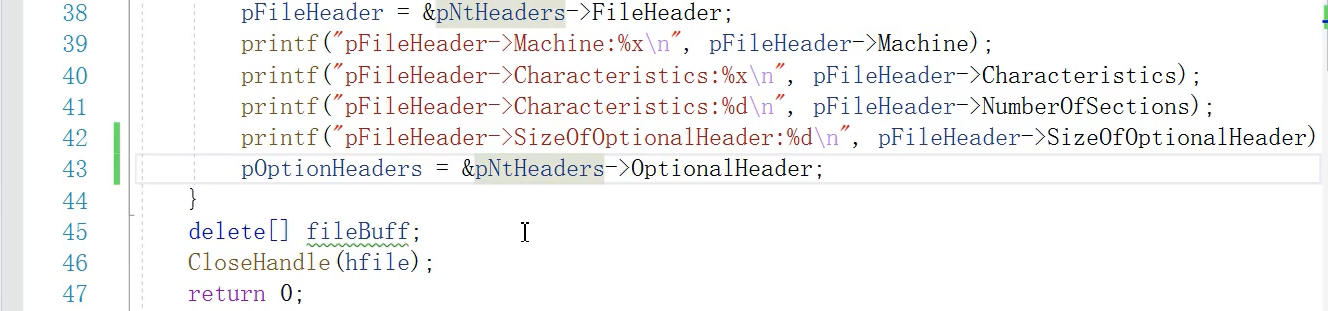 38 pFileHeader = &pNtHeaders->FileHeader;
39 printf("pFileHeader->Machine:%x\n", pFileHeader->Machine);
40 printf("pFileHeader->Characteristics:%x\n", pFileHeader->Characteristics);
41 printf("pFileHeader->Characteristics:%d\n", pFileHeader->NumberOfSections);
42 printf("pFileHeader->SizeOfOptionalHeader:%d\n", pFileHeader->SizeOfOptionalHeader)
43 pOptionHeaders = &pNtHeaders->OptionalHeader;
44 }
45 delete[] fileBuff;
46 CloseHandle(hfile);
47 return 0;